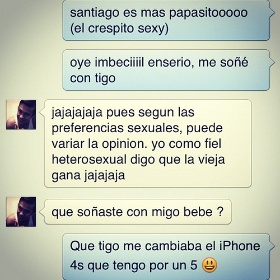 santiago es mas papasitooooo
(el crespito sexy)
oye imbeciiiil enserio, me soñé
con tigo
jajajajaja pues segun las
preferencias sexuales, puede
variar la opinion. yo como fiel
heterosexual digo que la vieja
gana jajajaja
que soñaste con migo bebe ?
Que tigo me cambiaba el iPhone
4s que tengo por un 5 😃